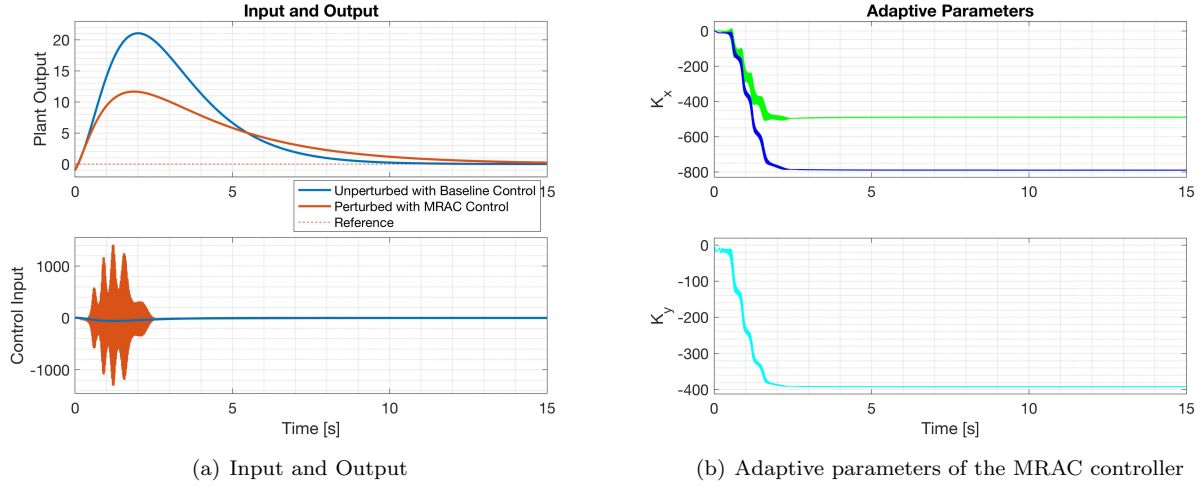 Input and Output
Plant Output
20
15
10
5
0
0 5 15
Unperturbed with Baseline Control
Perturbed with MRAC Control
Reference
Control Input
1000
0
-1000
0 5 10 15
Time [s]
(a) Input and Output
Adaptive Parameters
K_x
0
-200
-400
-600
-800
0 5 10 15
K_y
0
-100
-200
-300
-400
0 5 10 15
Time [s]
(b) Adaptive parameters of the MRAC controller